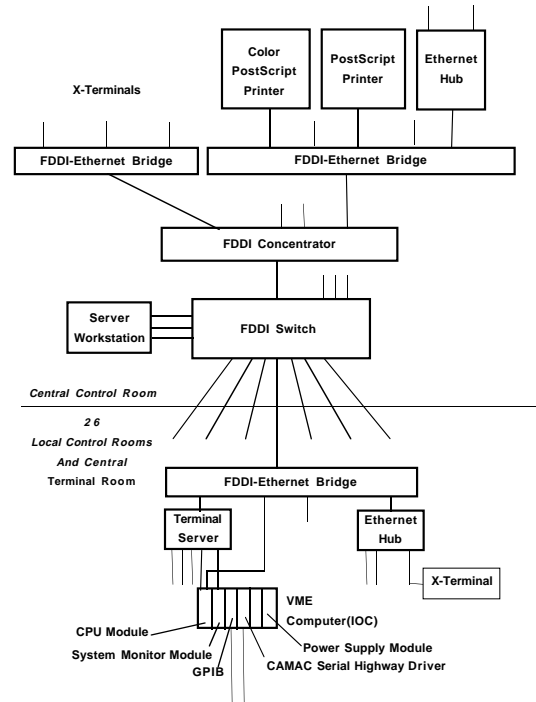 Color
PostScript
Printer
PostScript
Printer
Ethernet
Hub
X-Terminals
FDDI-Ethernet Bridge
FDDI-Ethernet Bridge
FDDI Concentrator
Server
Workstation
FDDI Switch
Central Control Room
26
Local Control Rooms
And Central
Terminal Room
FDDI-Ethernet Bridge
Terminal
Server
Ethernet
Hub
X-Terminal
VME
Computer(IOC)
CPU Module
System Monitor Module
GPIB
Power Supply Module
CAMAC Serial Highway Driver